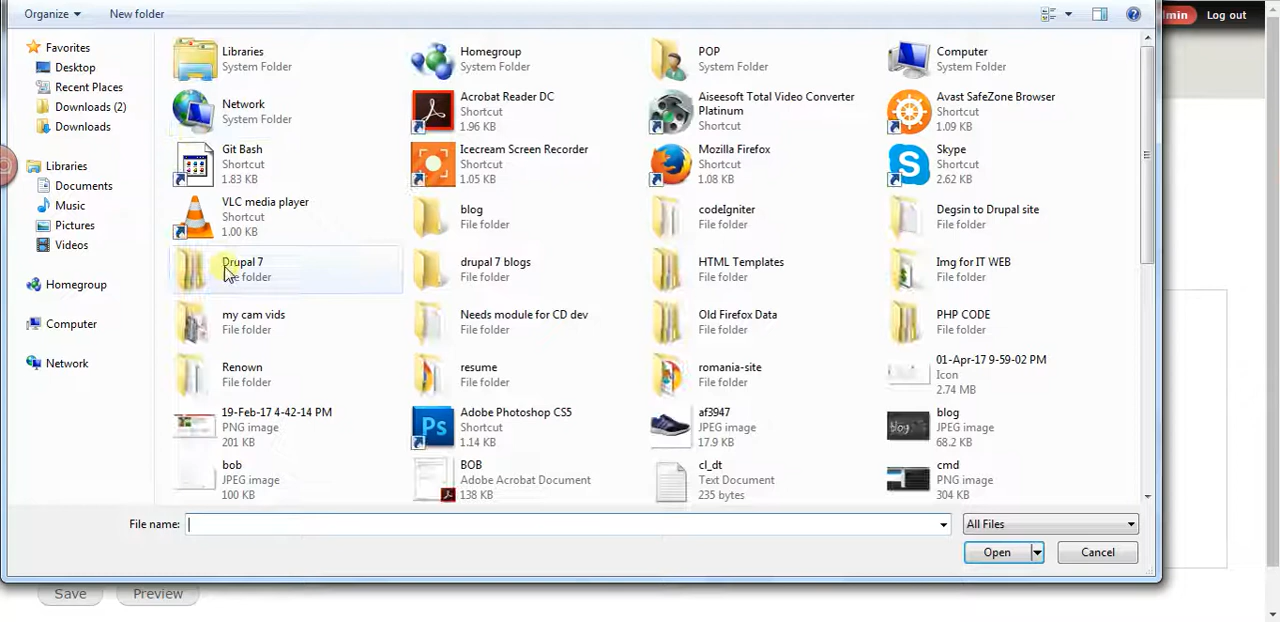 Organize
New folder
min
Log out
Favorites
Desktop
Recent Places
Downloads (2)
Downloads
Libraries
Documents
Music
Pictures
Videos
Homegroup
Computer
Network
Libraries
System Folder
Homegroup
System Folder
POP
System Folder
Computer
System Folder
Network
System Folder
Acrobat Reader DC
Shortcut
1.96 KB
Aiseesoft Total Video Converter
Platinum
Shortcut
Avast SafeZone Browser
Shortcut
1.09 KB
Git Bash
Shortcut
1.83 KB
Icecream Screen Recorder
Shortcut
1.05 KB
Mozilla Firefox
Shortcut
1.08 KB
Skype
Shortcut
2.62 KB
VLC media player
Shortcut
1.00 KB
blog
File folder
codeIgniter
File folder
Degsin to Drupal site
File folder
Drupal 7
File folder
drupal 7 blogs
File folder
HTML Templates
File folder
Img for IT WEB
File folder
my cam vids
File folder
Needs module for CD dev
File folder
Old Firefox Data
File folder
PHP CODE
File folder
Renown
File folder
resume
File folder
romania-site
File folder
01-Apr-17 9-59-02 PM
Icon
2.74 MB
19-Feb-17 4-42-14 PM
PNG image
201 KB
Adobe Photoshop CS5
Shortcut
1.14 KB
af3947
JPEG image
17.9 KB
blog
JPEG image
68.2 KB
bob
JPEG image
100 KB
BOB
Adobe Acrobat Document
138 KB
cl_dt
Text Document
235 bytes
cmd
PNG image
304 KB
File name:
All Files
Open
Cancel
Save
Preview